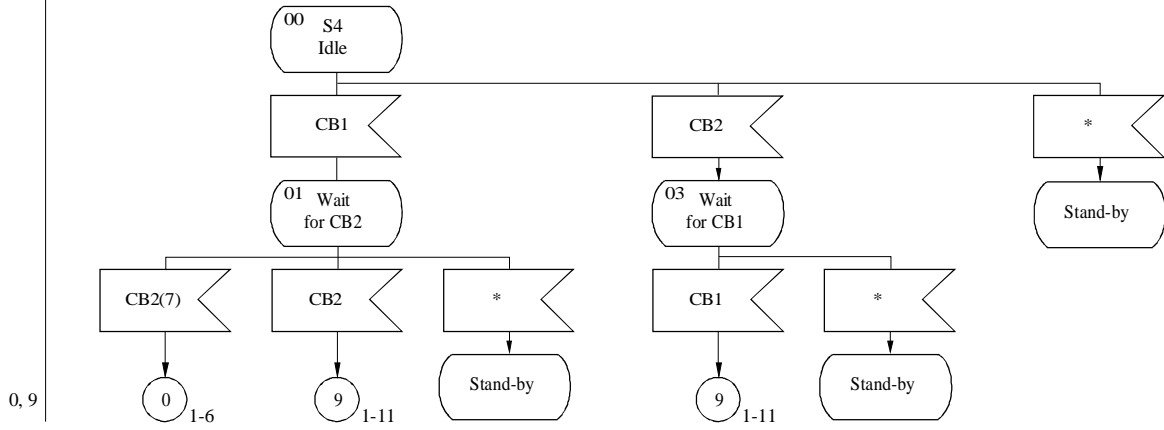 00 S4
Idle
CB1
CB2
*
01 Wait
for CB2
03 Wait
for CB1
Stand-by
CB2(7)
CB2
*
CB1
*
Stand-by
Stand-by
0, 9
0
1-6
9
1-11
9
1-11